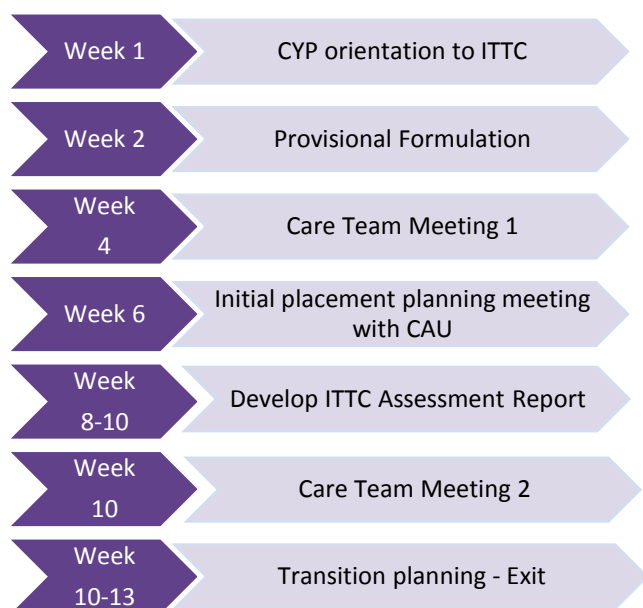 Week 1
CYP orientation to ITTC
Week 2
Provisional Formulation
Week
4
Care Team Meeting 1
Week 6
Initial placement planning meeting
with CAU
Week
8-10
Develop ITTC Assessment Report
Week
10
Care Team Meeting 2
Week
10-13
Transition planning - Exit